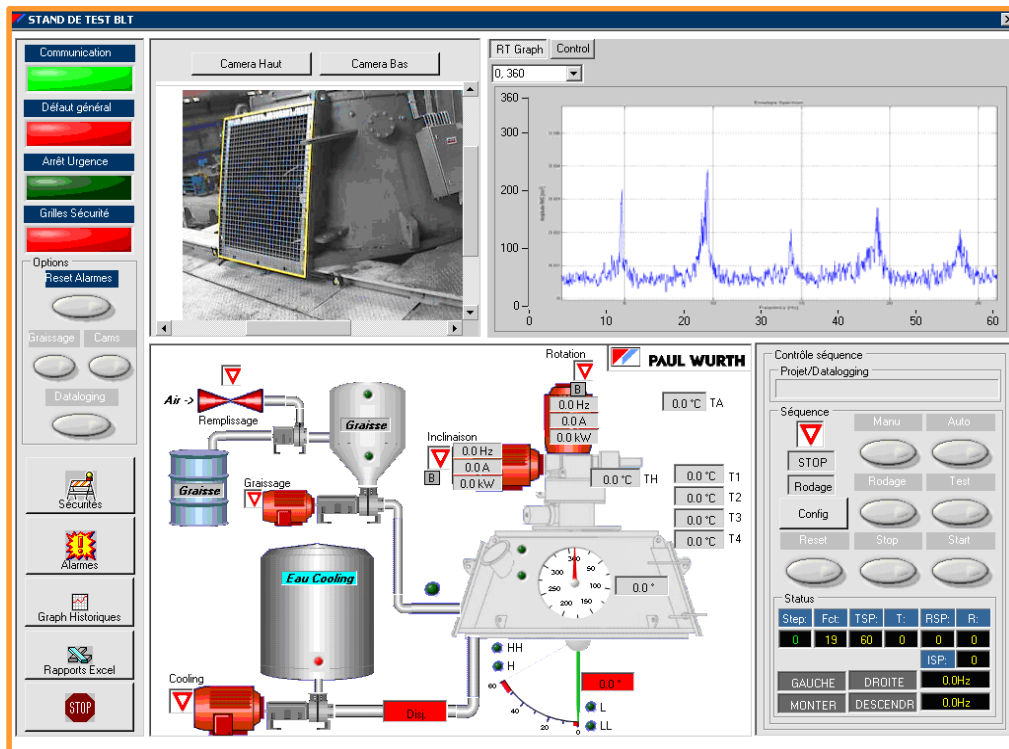 STAND DE TEST BLT
Communication
Défaut général
Arrêt Urgence
Grilles Sécurité
Options
Reset Alarmes
Graissage Cams
Dataloging
Sécurités
Alarmes
Graph Historiques
Rapports Excel
STOP
Camera Haut Camera Bas
RT Graph Control
0, 360
360
300
200
100
0
0 10 20 30 40 50 60
Envelope Spectrum
Frequency [Hz]
PAUL WURTH
Air ->
Remplissage
Graisse
Graisse
Graissage
Eau Cooling
Cooling
Disj.
Rotation
B
0.0 Hz
0.0 A
0.0 kW
Inclinaison
B
0.0 Hz
0.0 A
0.0 kW
0.0 °C TA
0.0 °C TH
0.0 °C T1
0.0 °C T2
0.0 °C T3
0.0 °C T4
340
300 50
250 100
200 150
0.0 °
HH
H
60
40
20
0
0.0 °
L
LL
Contrôle séquence
Projet/Datalogging
Séquence
Manu Auto
STOP
Rodage
Rodage Test
Config
Reset Stop Start
Status
Step: Fct: TSP: T: RSP: R:
0 19 60 0 0 0
ISP: 0
GAUCHE DROITE 0.0Hz
MONTER DESCENDR 0.0Hz